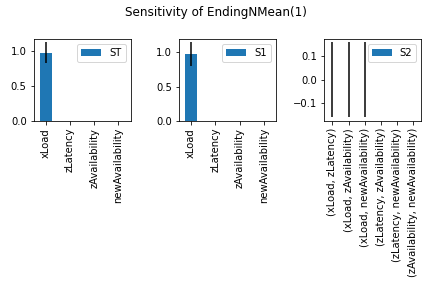 Sensitivity of EndingNMean(1)
ST
1.0
0.5
0.0
xLoad
zLatency
zAvailability
newAvailability
S1
1.0
0.5
0.0
xLoad
zLatency
zAvailability
newAvailability
S2
0.1
0.0
−0.1
(xLoad, zLatency)
(xLoad, zAvailability)
(xLoad, newAvailability)
(zLatency, zAvailability)
(zLatency, newAvailability)
(zAvailability, newAvailability)